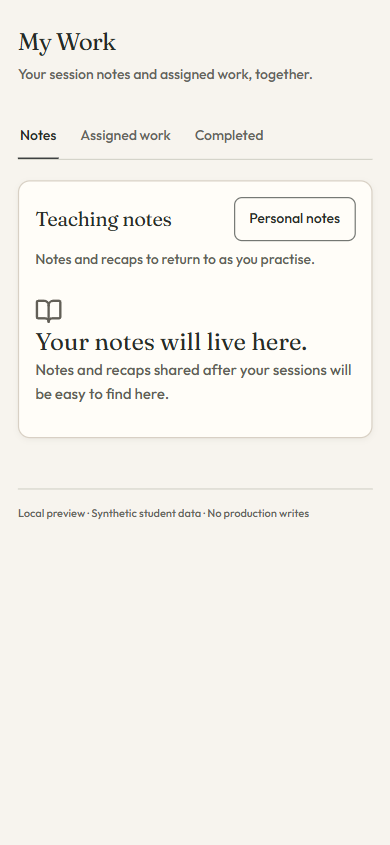 My Work
Your session notes and assigned work, together.
Notes
Assigned work
Completed
Teaching notes
Personal notes
Notes and recaps to return to as you practise.
Your notes will live here.
Notes and recaps shared after your sessions will
be easy to find here.
Local preview · Synthetic student data · No production writes